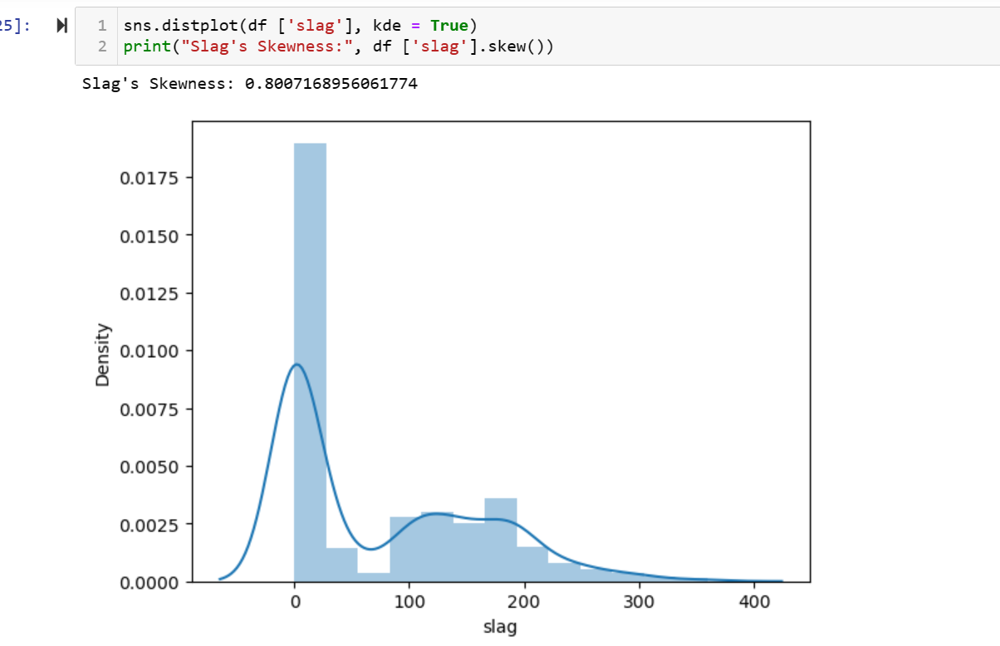 25]:
1 sns.distplot(df ['slag'], kde = True)
2 print("Slag's Skewness:", df ['slag'].skew())
Slag's Skewness: 0.8007168956061774
0.0175
0.0150
0.0125
0.0100
0.0075
0.0050
0.0025
0.0000
Density
0 100 200 300 400
slag